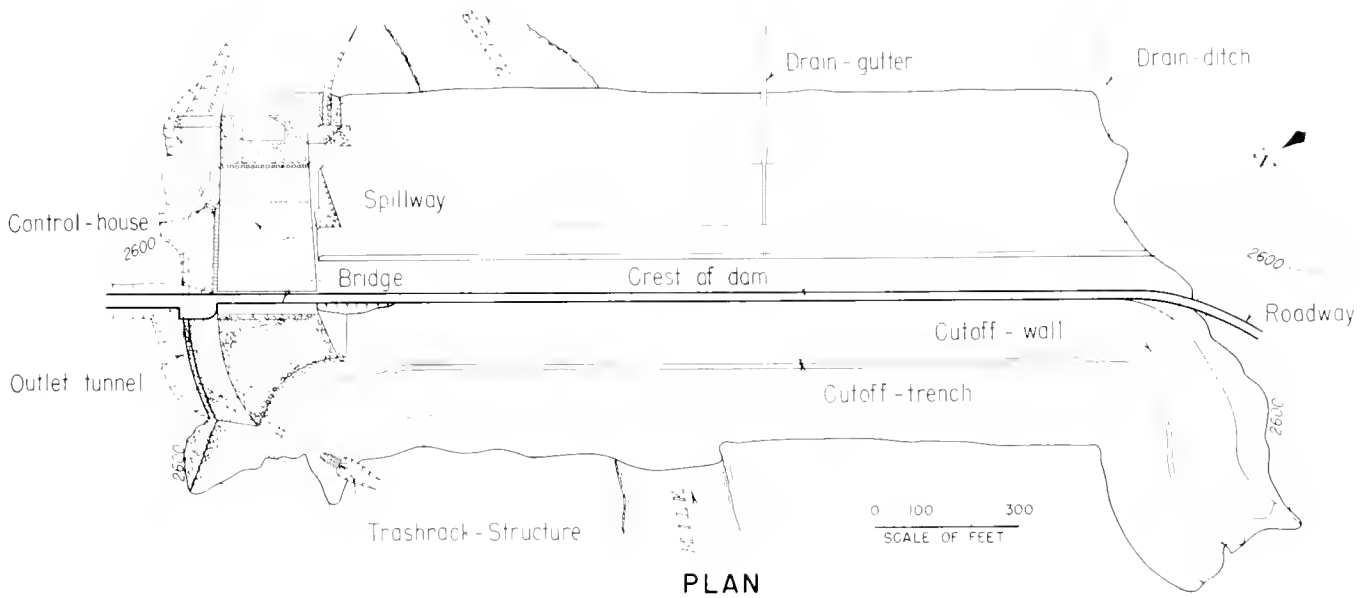 Drain-gutter
Drain-ditch
Spillway
Control-house
2600
2600
Bridge
Crest of dam
Roadway
Cutoff-wall
Outlet tunnel
Cutoff-trench
2600
2600
Trashrack-Structure
0 100 300
SCALE OF FEET
PLAN